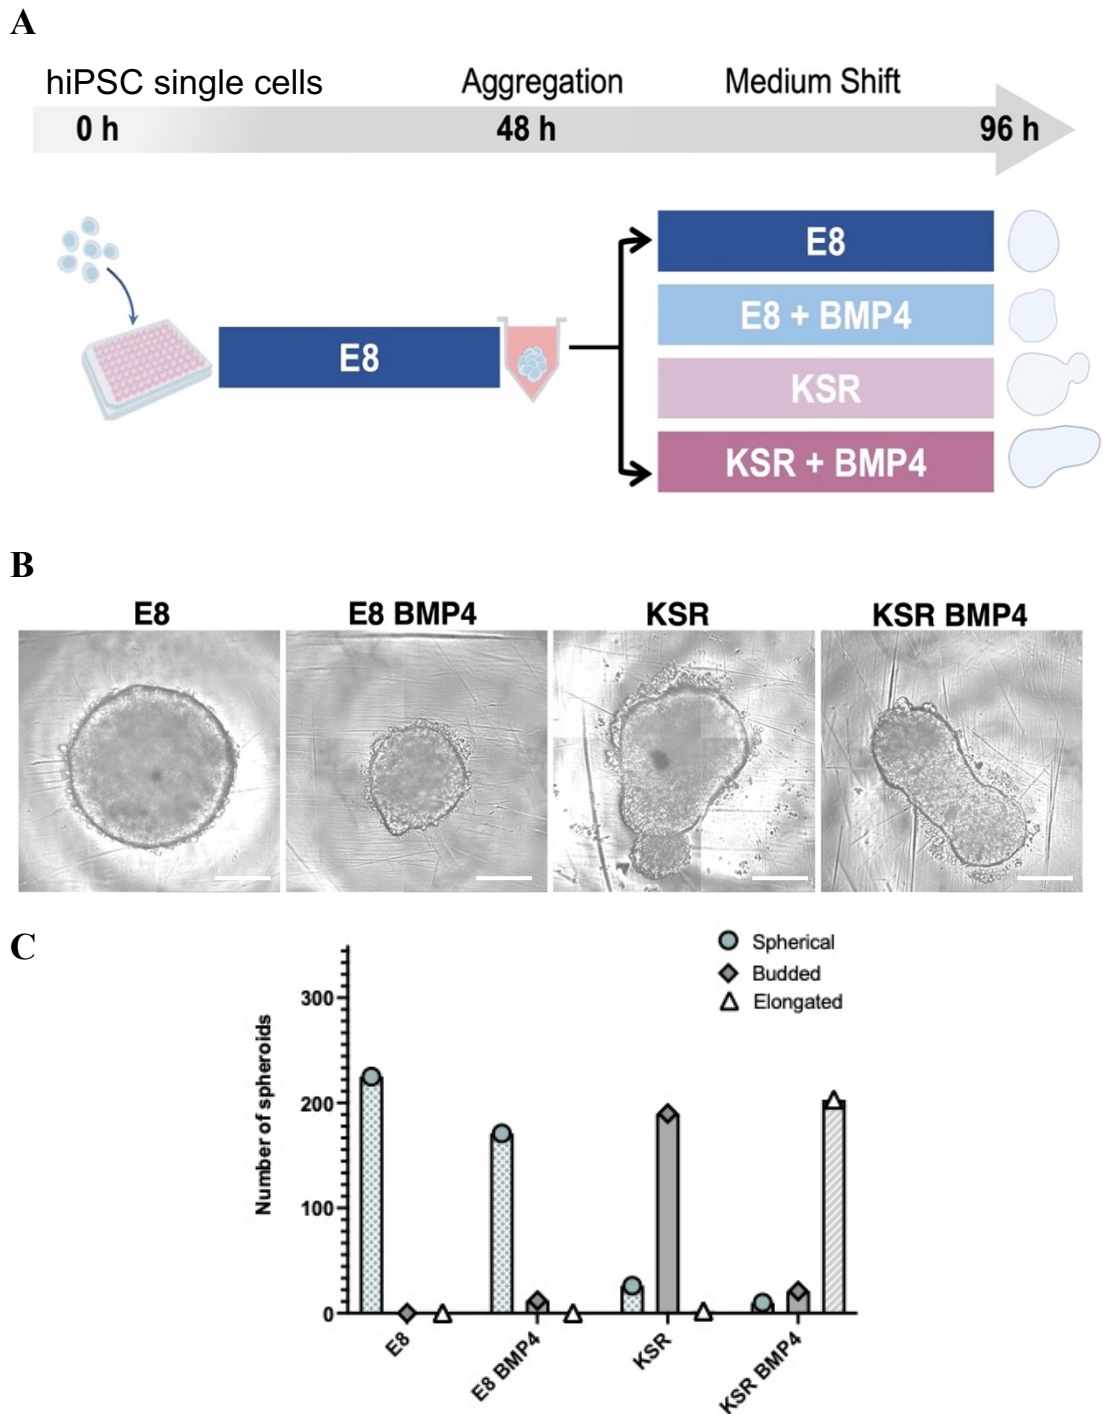 A
hiPSC single cells Aggregation Medium Shift
0 h 48 h 96 h
E8
E8
E8 + BMP4
KSR
KSR + BMP4
B
E8 E8 BMP4 KSR KSR BMP4
C
Spherical
Budded
Elongated
Number of spheroids
300
200
100
0
E8 E8 BMP4 KSR KSR BMP4